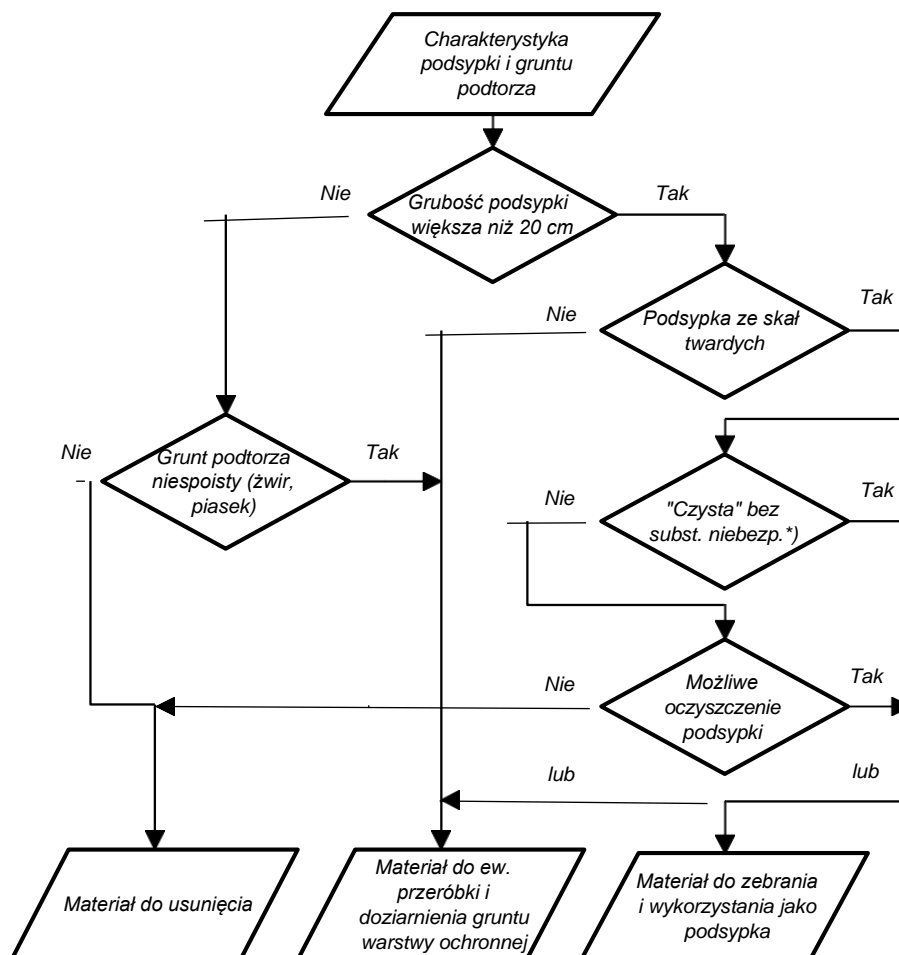 Charakterystyka
podsypki i gruntu
podtorza
Nie
Grubość podsypki
większa niż 20 cm
Tak
Nie
Podsypka ze skał
twardych
Tak
Nie
Grunt podtorza
niespoisty (żwir,
piasek)
Tak
Nie
"Czysta" bez
subst. niebezp.*)
Tak
Nie
Możliwe
oczyszczenie
podsypki
Tak
lub
lub
Materiał do usunięcia
Materiał do ew.
przeróbki i
doziarnienia gruntu
warstwy ochronnej
Materiał do zebrania
i wykorzystania jako
podsypka